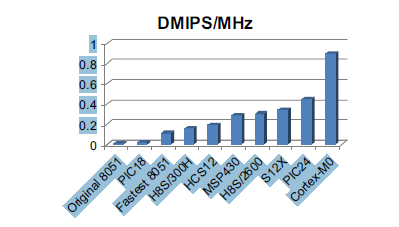 DMIPS/MHz
1
0.8
0.6
0.4
0.2
0
Original 8051
PIC18
Fastest 8051
H8S/300H
HCS12
MSP430
H8S/2600
S12X
PIC24
Cortex-M0